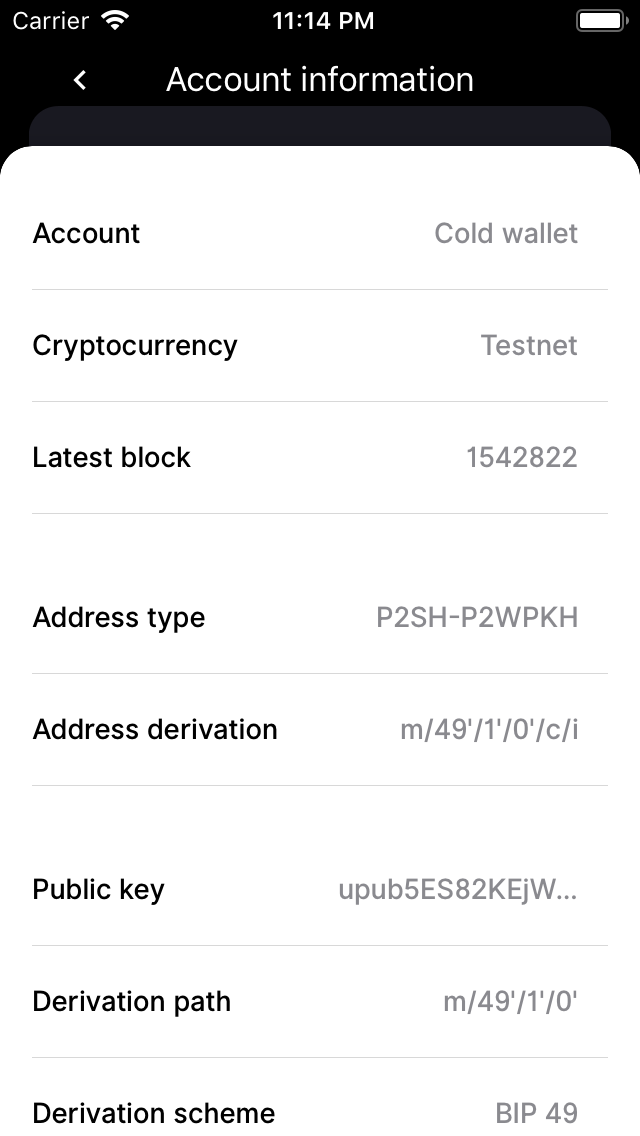 Carrier 11:14 PM
Account information
Account Cold wallet
Cryptocurrency Testnet
Latest block 1542822
Address type P2SH-P2WPKH
Address derivation m/49'/1'/0'/c/i
Public key upub5ES82KEjW...
Derivation path m/49'/1'/0'
Derivation scheme BIP 49